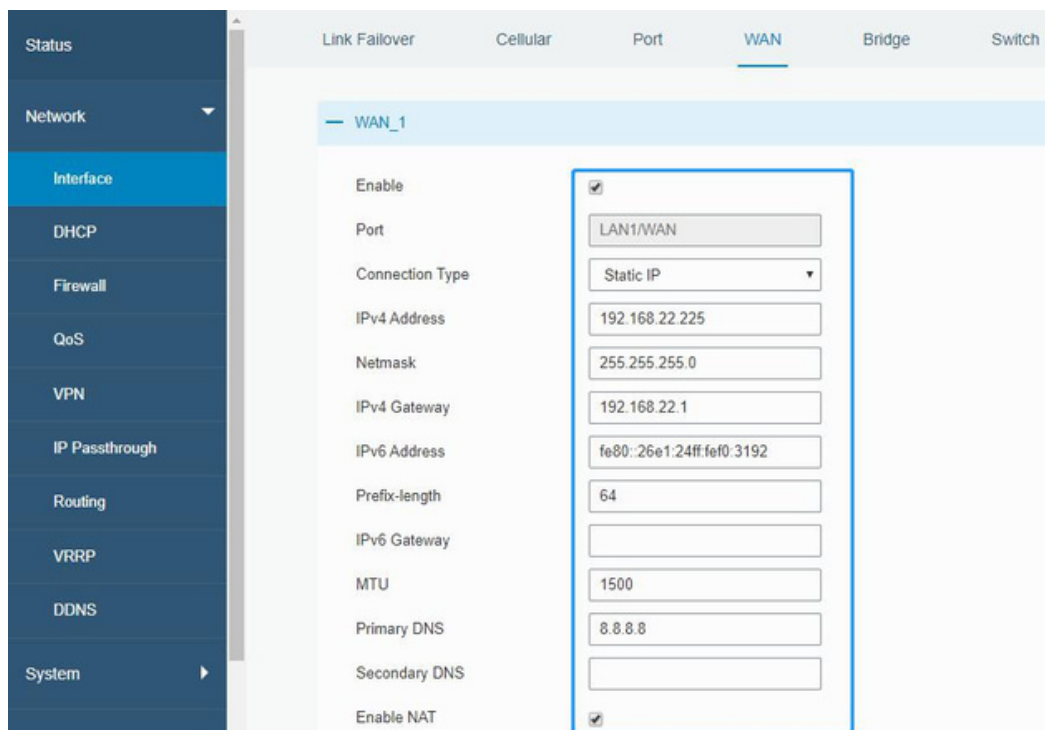 Status
Network
Interface
DHCP
Firewall
QoS
VPN
IP Passthrough
Routing
VRRP
DDNS
System
Link Failover Cellular Port WAN Bridge Switch
WAN_1
Enable
Port LAN1/WAN
Connection Type Static IP
IPv4 Address 192.168.22.225
Netmask 255.255.255.0
IPv4 Gateway 192.168.22.1
IPv6 Address fe80::26e1:24ff:fef0:3192
Prefix-length 64
IPv6 Gateway
MTU 1500
Primary DNS 8.8.8.8
Secondary DNS
Enable NAT